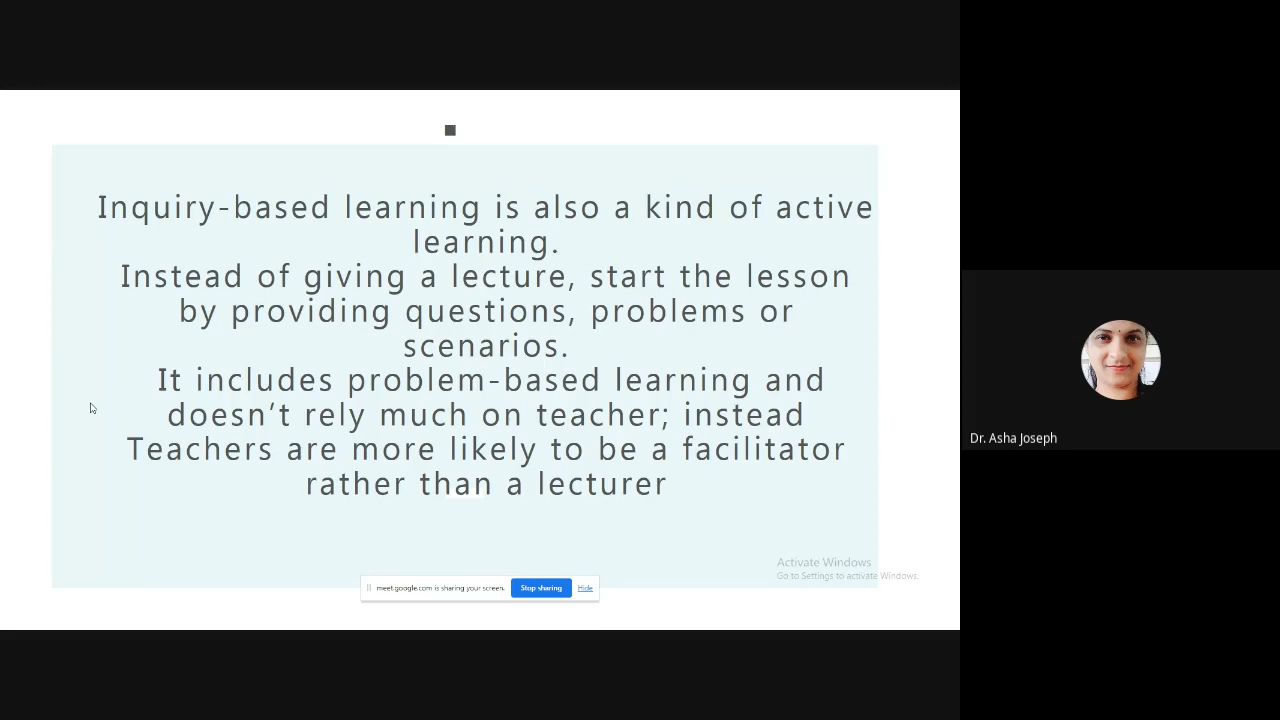 Inquiry-based learning is also a kind of active
learning.
Instead of giving a lecture, start the lesson
by providing questions, problems or
scenarios.
It includes problem-based learning and
doesn’t rely much on teacher; instead
Teachers are more likely to be a facilitator
rather than a lecturer
Dr. Asha Joseph
Activate Windows
Go to Settings to activate Windows.
meet.google.com is sharing your screen. Stop sharing Hide